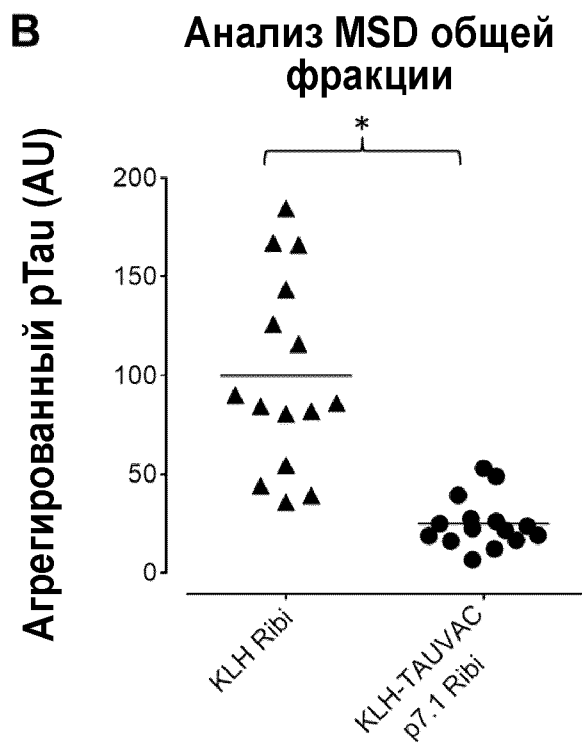 B
Анализ MSD общей
фракции
*
Агрегированный pTau (AU)
200
150
100
50
0
KLH Ribi
KLH-TAUVAC
p7.1 Ribi